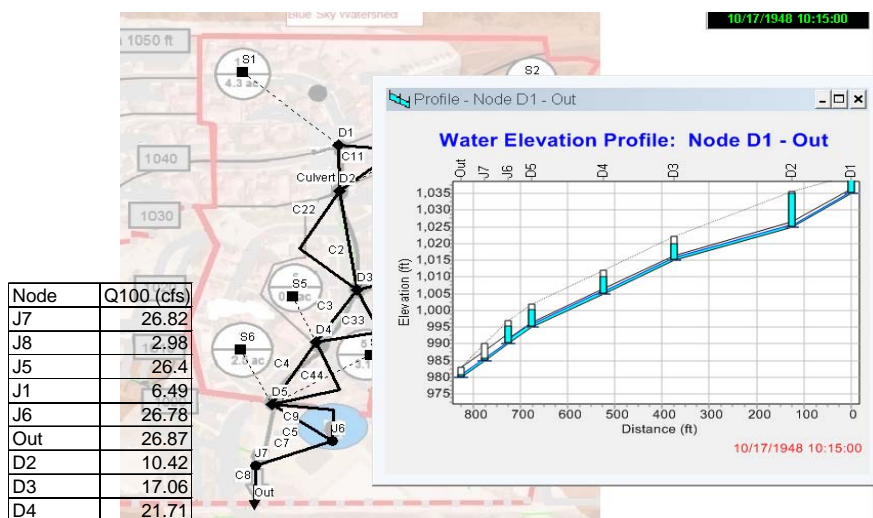 Blue Sky Watershed
10/17/1948 10:15:00
1050 ft
S1
4.3 ac
S2
D1
C11
1040
Culvert D2
C22
1030
C2
D3
S5
C3
C33
D4
S6
2.5 ac
C4
C44
D5
C9
C5
C7
J6
J7
C8
Out
Profile - Node D1 - Out
Water Elevation Profile: Node D1 - Out
Out
J7
J6
D5
D4
D3
D2
D1
Elevation (ft)
1,035
1,030
1,025
1,020
1,015
1,010
1,005
1,000
995
990
985
980
975
800 700 600 500 400 300 200 100 0
Distance (ft)
10/17/1948 10:15:00
Node Q100 (cfs)
J7 26.82
J8 2.98
J5 26.4
J1 6.49
J6 26.78
Out 26.87
D2 10.42
D3 17.06
D4 21.71